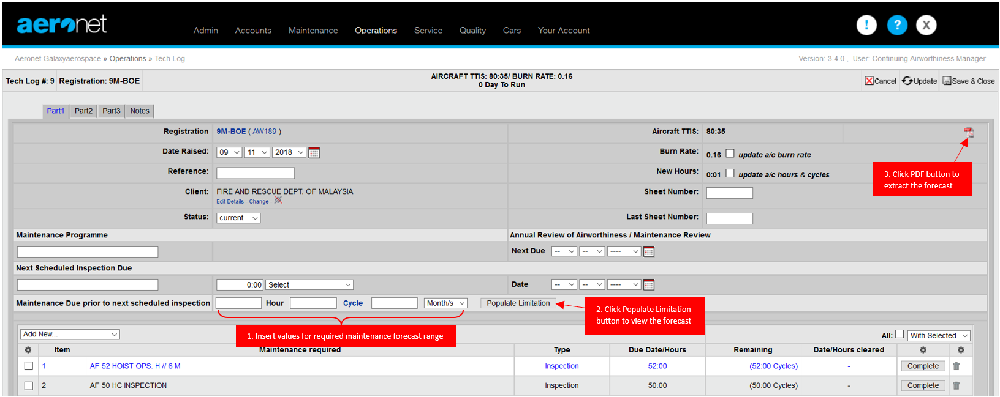 aeronet
Admin Accounts Maintenance Operations Service Quality Cars Your Account
! ? X
Aeronet Galaxyaerospace » Operations » Tech Log
Version: 3.4.0 , User: Continuing Airworthiness Manager
Tech Log #: 9 Registration: 9M-BOE
AIRCRAFT TTIS: 80:35/ BURN RATE: 0.16
0 Day To Run
Cancel Update Save & Close
Part1 Part2 Part3 Notes
Registration 9M-BOE ( AW189 )
Aircraft TTIS: 80:35
Date Raised: 09 11 2018
Burn Rate: 0.16 update a/c burn rate
Reference:
New Hours: 0:01 update a/c hours & cycles
3. Click PDF button to
extract the forecast
Client: FIRE AND RESCUE DEPT. OF MALAYSIA
Edit Details - Change -
Sheet Number:
Status: current
Last Sheet Number:
Maintenance Programme
Annual Review of Airworthiness / Maintenance Review
Next Due -- -- ----
Next Scheduled Inspection Due
0:00 Select
Date -- -- ----
Maintenance Due prior to next scheduled inspection Hour Cycle Month/s Populate Limitation
2. Click Populate Limitation
button to view the forecast
1. Insert values for required maintenance forecast range
Add New...
All: With Selected
Item Maintenance required Type Due Date/Hours Remaining Date/Hours cleared
1 AF 52 HOIST OPS. H // 6 M Inspection 52:00 (52:00 Cycles) - Complete
2 AF 50 HC INSPECTION Inspection 50:00 (50:00 Cycles) - Complete